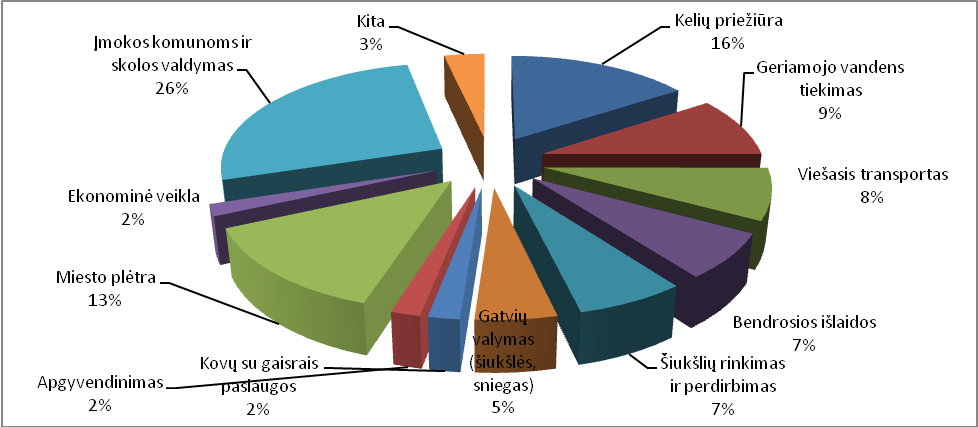 Kita
3%
Kelių priežiūra
16%
Geriamojo vandens
tiekimas
9%
Viešasis transportas
8%
Bendrosios išlaidos
7%
Šiukšlių rinkimas
ir perdirbimas
7%
Gatvių
valymas
(šiukšlės,
sniegas)
5%
Kovų su gaisrais
paslaugos
2%
Apgyvendinimas
2%
Miesto plėtra
13%
Ekonominė veikla
2%
Įmokos komunoms ir
skolos valdymas
26%